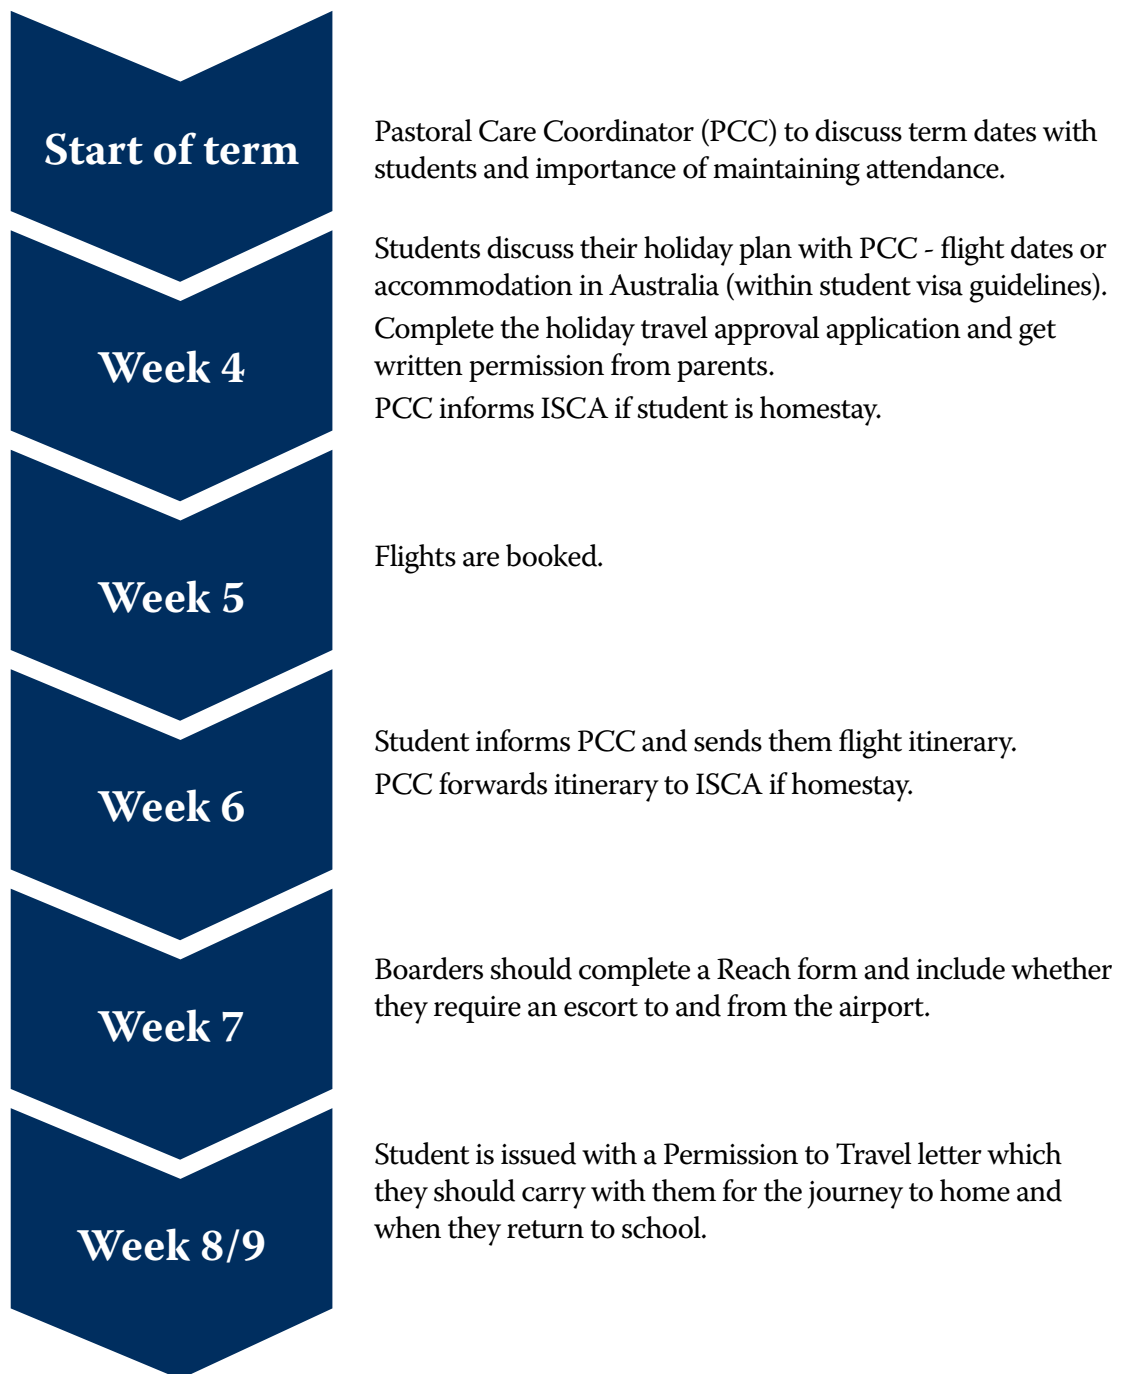 Start of term
Pastoral Care Coordinator (PCC) to discuss term dates with
students and importance of maintaining attendance.
Week 4
Students discuss their holiday plan with PCC - flight dates or
accommodation in Australia (within student visa guidelines).
Complete the holiday travel approval application and get
written permission from parents.
PCC informs ISCA if student is homestay.
Week 5
Flights are booked.
Week 6
Student informs PCC and sends them flight itinerary.
PCC forwards itinerary to ISCA if homestay.
Week 7
Boarders should complete a Reach form and include whether
they require an escort to and from the airport.
Week 8/9
Student is issued with a Permission to Travel letter which
they should carry with them for the journey to home and
when they return to school.